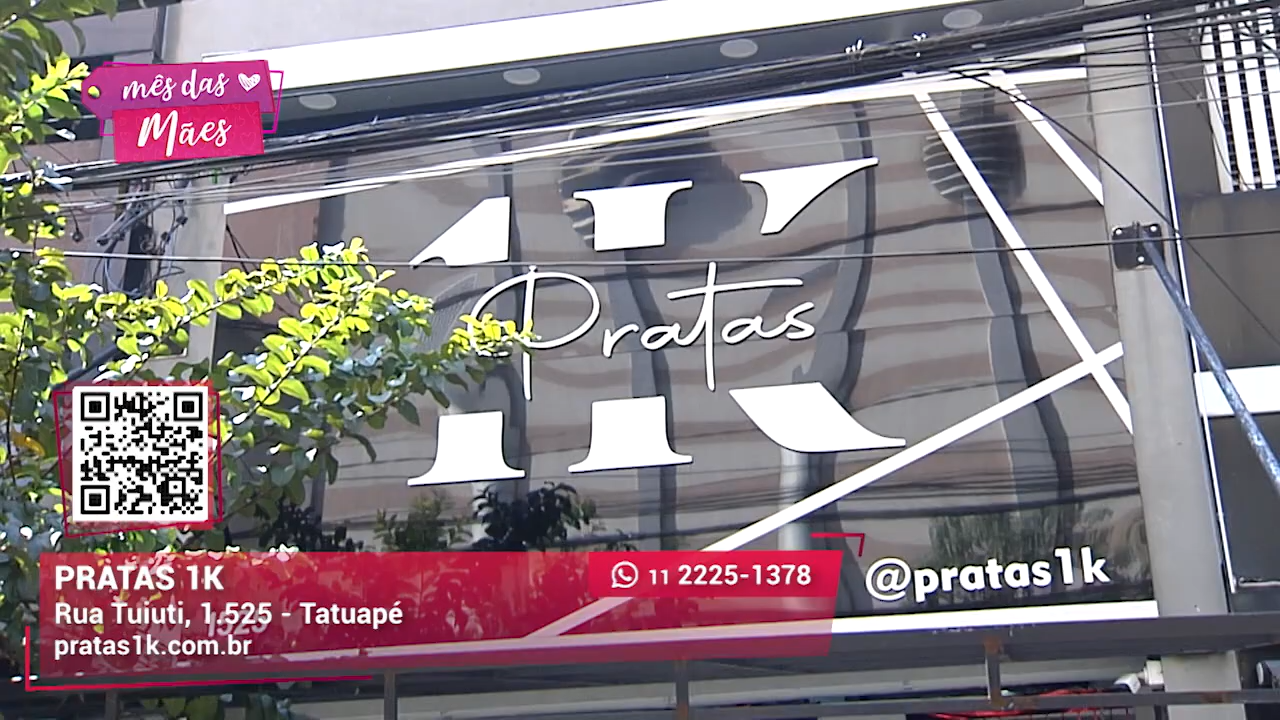 mês das
Mães
1K
Pratas
@pratas1k
PRATAS 1K
11 2225-1378
Rua Tuiuti, 1.525 - Tatuapé
1525
pratas1k.com.br